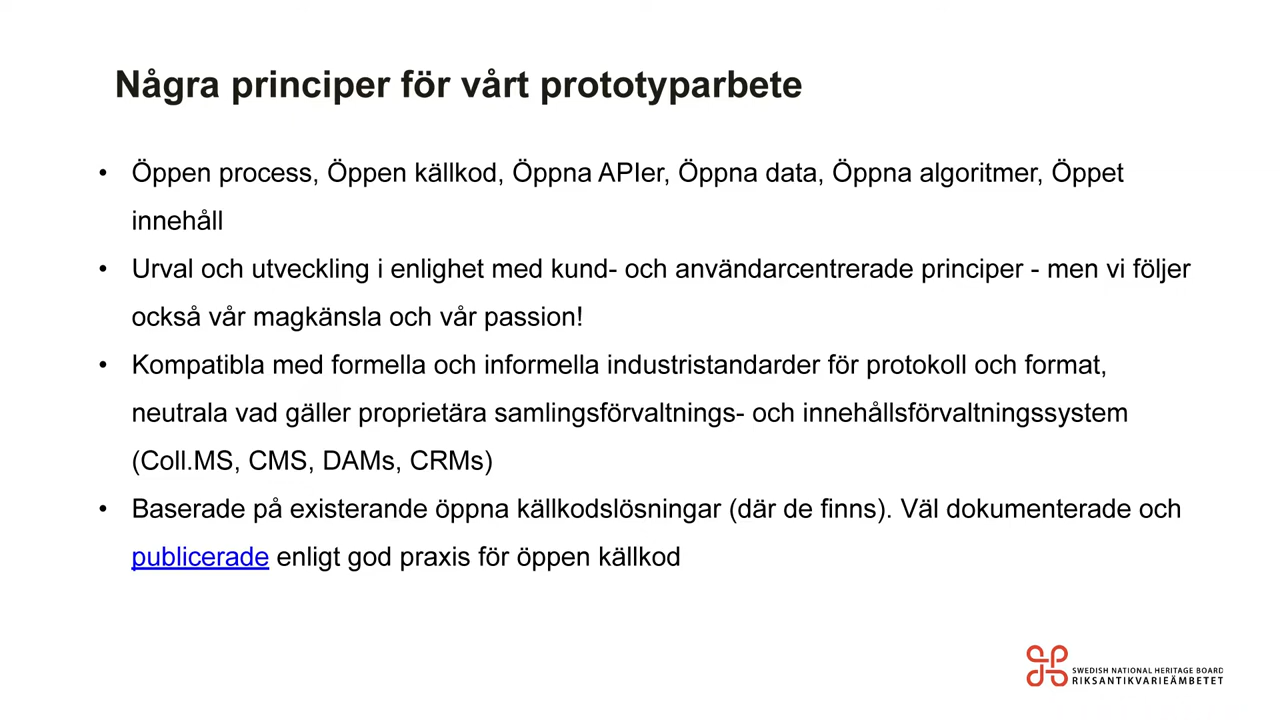 Några principer för vårt prototyparbete
• Öppen process, Öppen källkod, Öppna APIer, Öppna data, Öppna algoritmer, Öppet
innehåll
• Urval och utveckling i enlighet med kund- och användarcentrerade principer - men vi följer
också vår magkänsla och vår passion!
• Kompatibla med formella och informella industristandarder för protokoll och format,
neutrala vad gäller proprietära samlingsförvaltnings- och innehållsförvaltningssystem
(Coll.MS, CMS, DAMs, CRMs)
• Baserade på existerande öppna källkodslösningar (där de finns). Väl dokumenterade och
publicerade enligt god praxis för öppen källkod
SWEDISH NATIONAL HERITAGE BOARD
RIKSANTIKVARIEÄMBETET